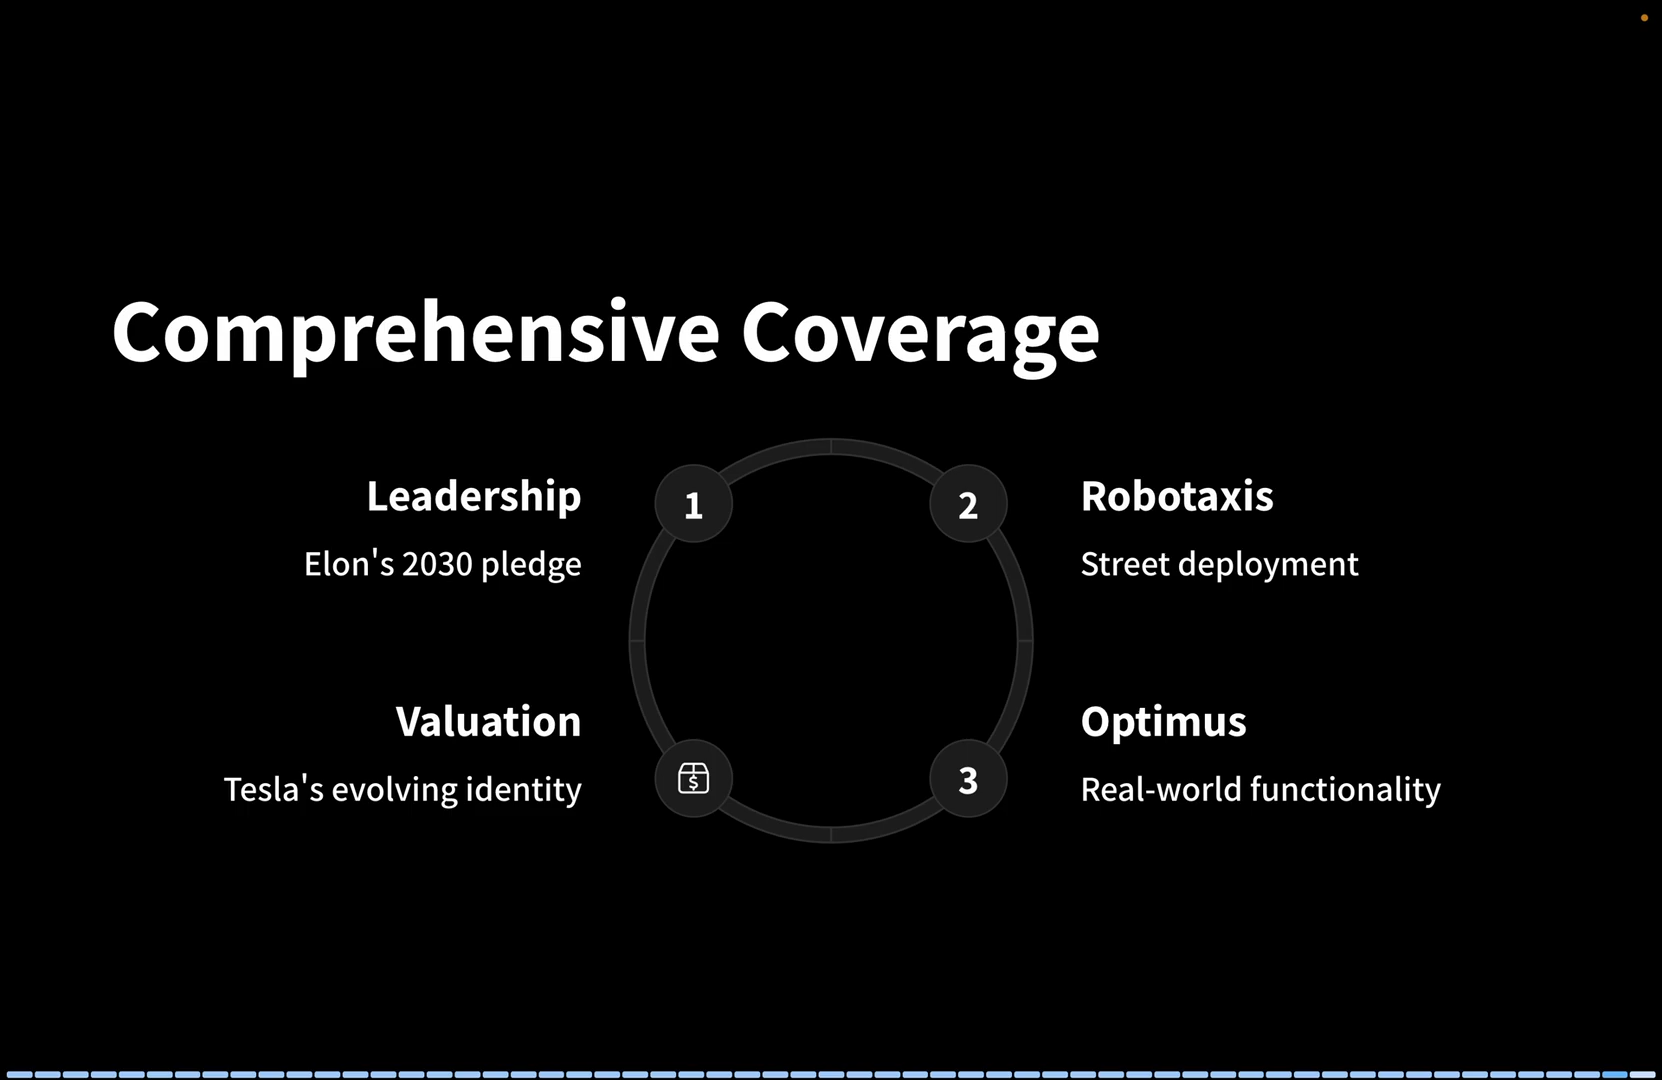 Comprehensive Coverage
Leadership
Elon's 2030 pledge
1
2
Robotaxis
Street deployment
Valuation
Tesla's evolving identity
$
3
Optimus
Real-world functionality